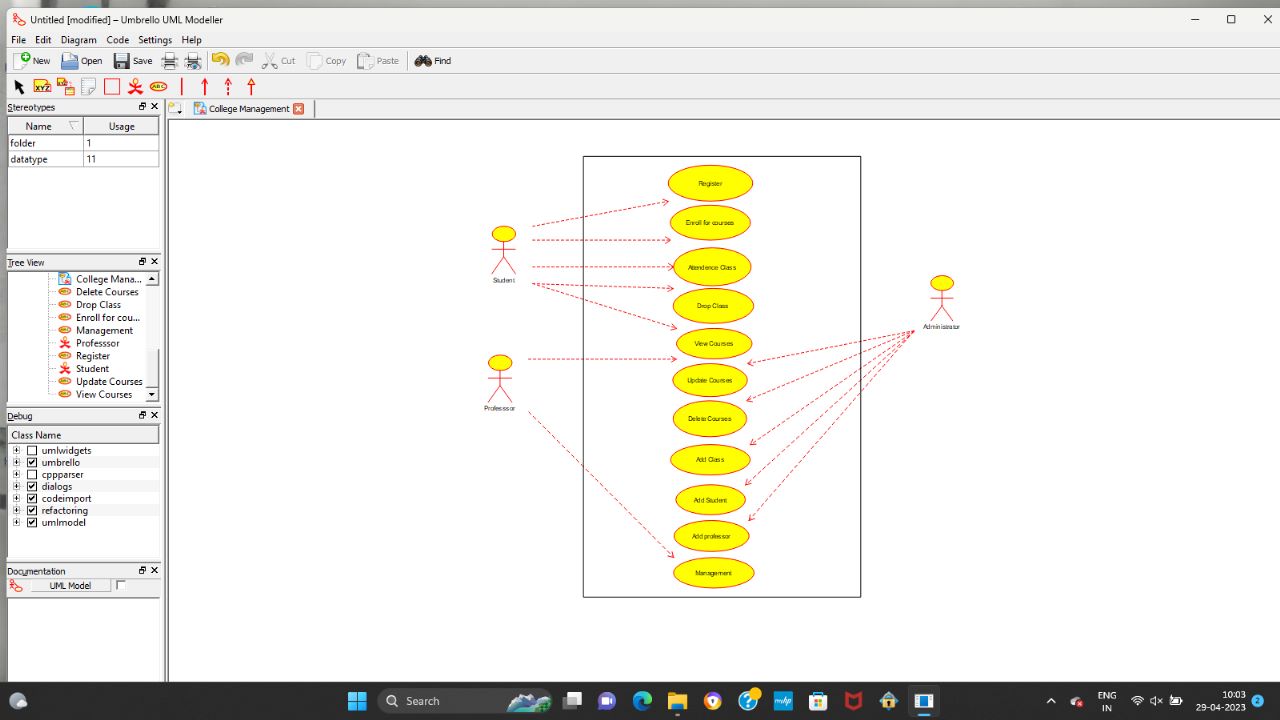 Untitled [modified] – Umbrello UML Modeller
File Edit Diagram Code Settings Help
New Open Save Cut Copy Paste Find
XYZ ABC
Stereotypes
Name Usage
folder 1
datatype 11
Tree View
College Mana...
Delete Courses
Drop Class
Enroll for cou...
Management
Professsor
Register
Student
Update Courses
View Courses
Debug
Class Name
umlwidgets
umbrello
cppparser
dialogs
codeimport
refactoring
umlmodel
Documentation
UML Model
College Management
Register
Enroll for courses
Attendence Class
Drop Class
View Courses
Update Courses
Delete Courses
Add Class
Add Student
Add professor
Management
Student
Professsor
Administrator
Search
mhp
ENG
IN
10:03
29-04-2023
2